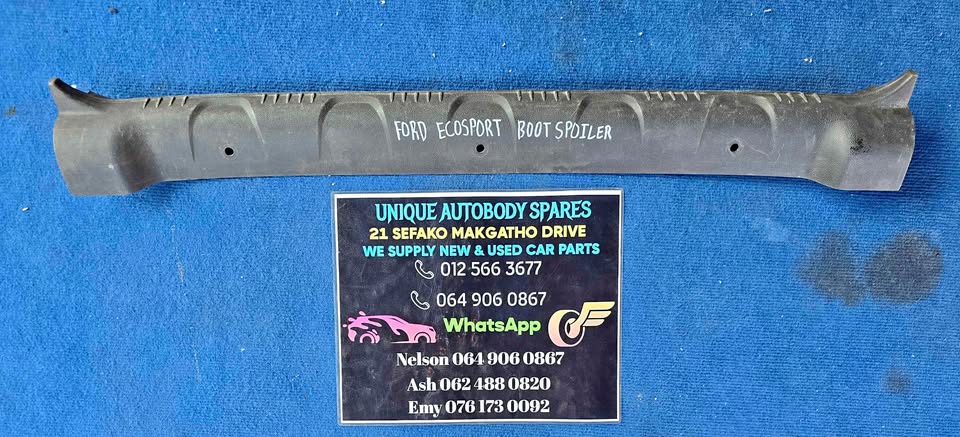 FORD ECOSPORT BOOT SPOILER
UNIQUE AUTOBODY SPARES
21 SEFAKO MAKGATHO DRIVE
WE SUPPLY NEW & USED CAR PARTS
012 566 3677
064 906 0867
WhatsApp
Nelson 064 906 0867
Ash 062 488 0820
Emy 076 173 0092